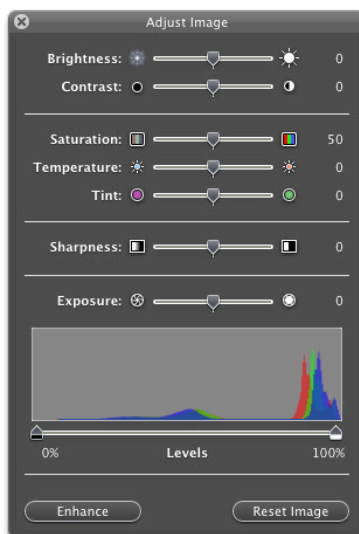 Adjust Image
Brightness: 0
Contrast: 0
Saturation: 50
Temperature: 0
Tint: 0
Sharpness: 0
Exposure: 0
0% Levels 100%
Enhance Reset Image